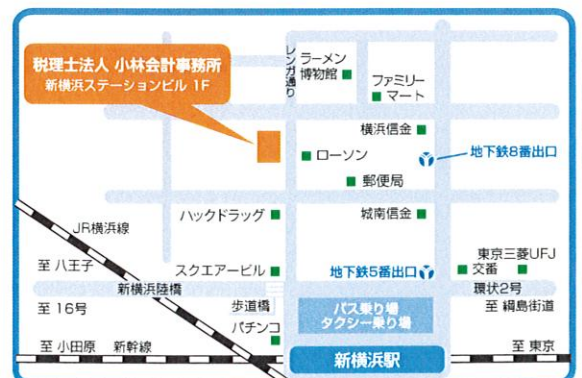 税理士法人 小林会計事務所
新横浜ステーションビル 1F
レンガ通り
ラーメン
博物館
ファミリー
マート
横浜信金
ローソン
地下鉄8番出口
郵便局
ハックドラッグ
城南信金
JR横浜線
東京三菱UFJ
至 八王子
スクエアービル
地下鉄5番出口
交番
新横浜陸橋
環状2号
至 16号
歩道橋
バス乗り場
タクシー乗り場
至 綱島街道
パチンコ
至 小田原
新幹線
新横浜駅
至 東京